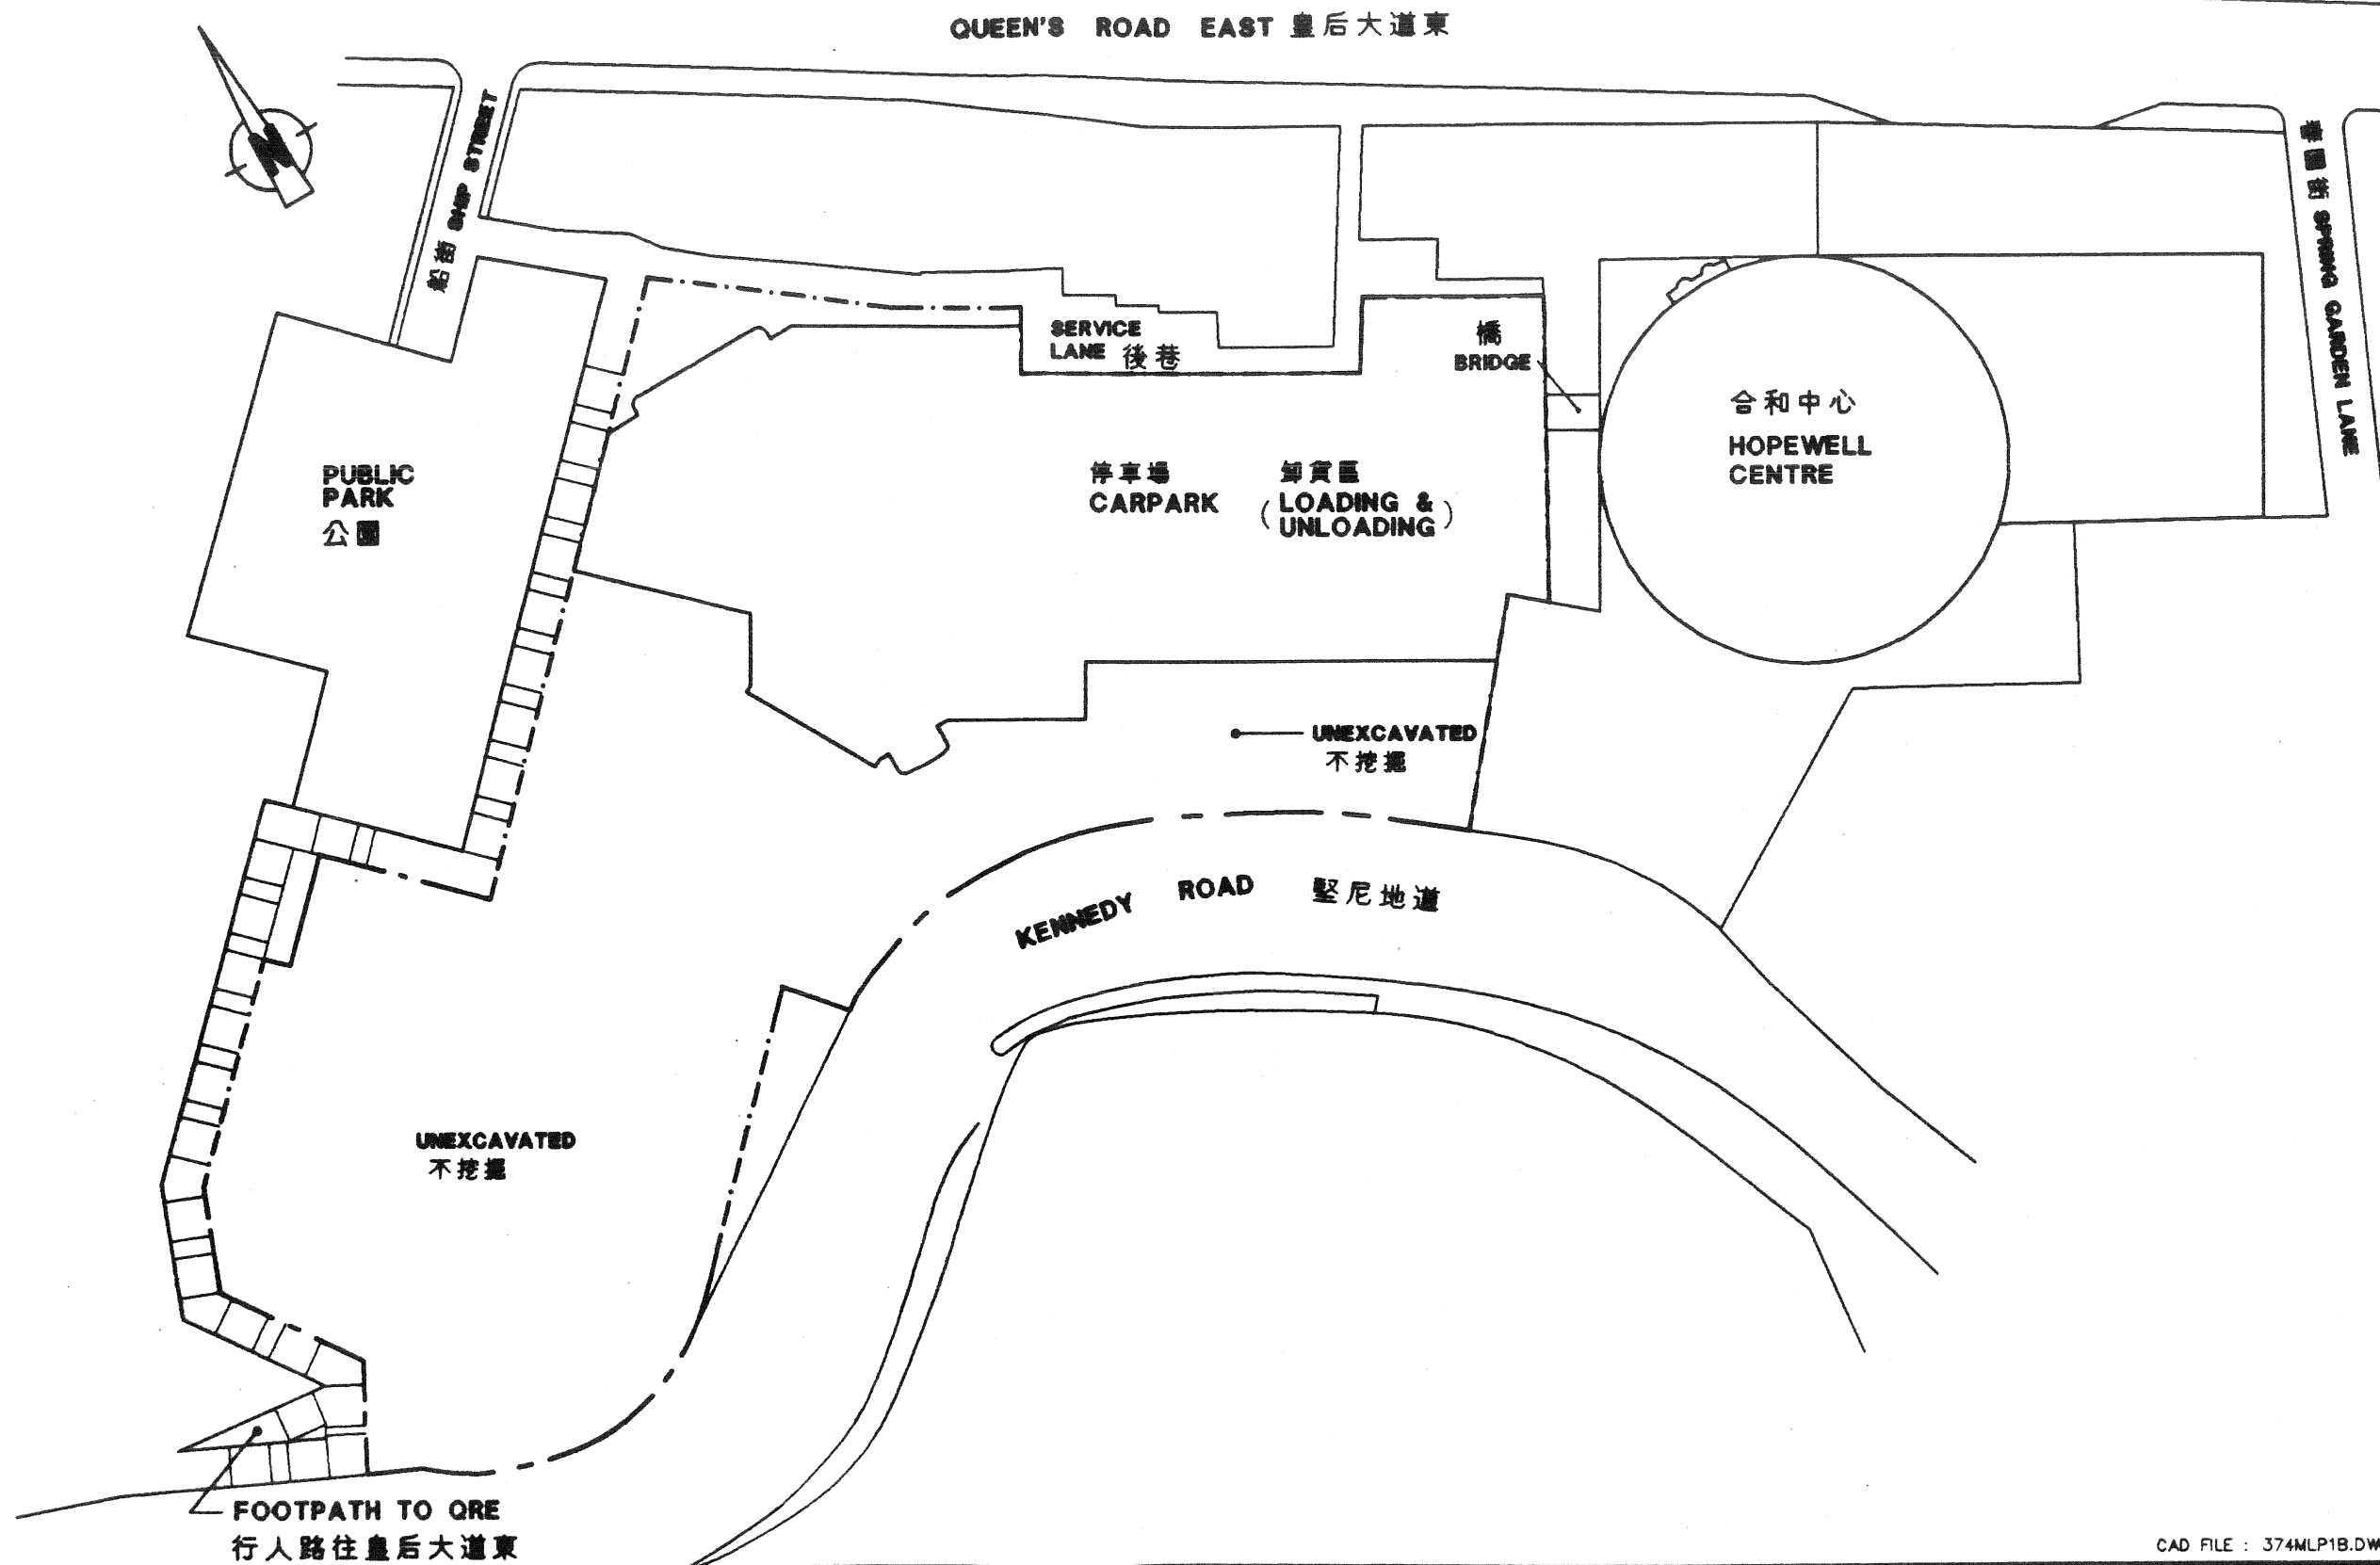 QUEEN'S ROAD EAST 皇后大道東
N
船街 SHIP STREET
春園街 SPRING GARDEN LANE
SERVICE
LANE 後巷
橋
BRIDGE
合和中心
HOPEWELL
CENTRE
PUBLIC
PARK
公園
停車場
CARPARK
卸貨區
(LOADING &
UNLOADING)
UNEXCAVATED
不挖掘
KENNEDY ROAD 堅尼地道
UNEXCAVATED
不挖掘
FOOTPATH TO QRE
行人路往皇后大道東
CAD FILE : 374MLP1B.DW